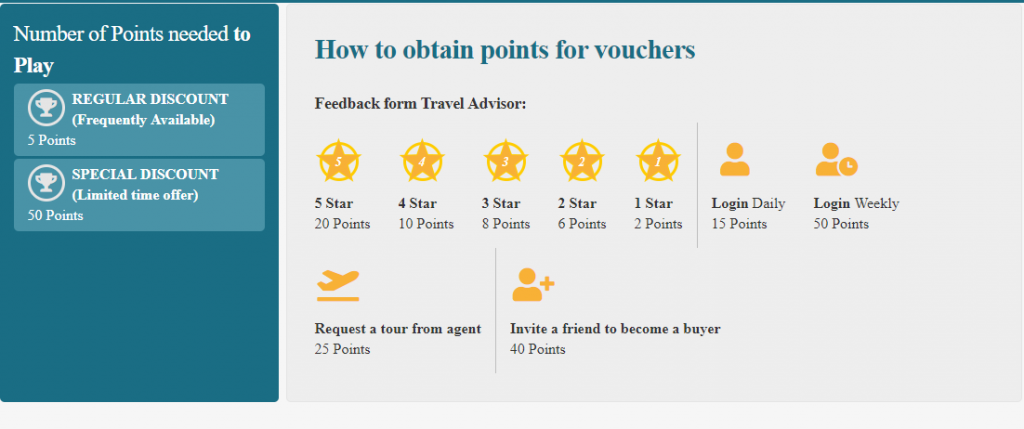 Number of Points needed to
Play
REGULAR DISCOUNT
(Frequently Available)
5 Points
SPECIAL DISCOUNT
(Limited time offer)
50 Points
How to obtain points for vouchers
Feedback form Travel Advisor:
5 4 3 2 1
5 Star 4 Star 3 Star 2 Star 1 Star Login Daily Login Weekly
20 Points 10 Points 8 Points 6 Points 2 Points 15 Points 50 Points
Request a tour from agent Invite a friend to become a buyer
25 Points 40 Points